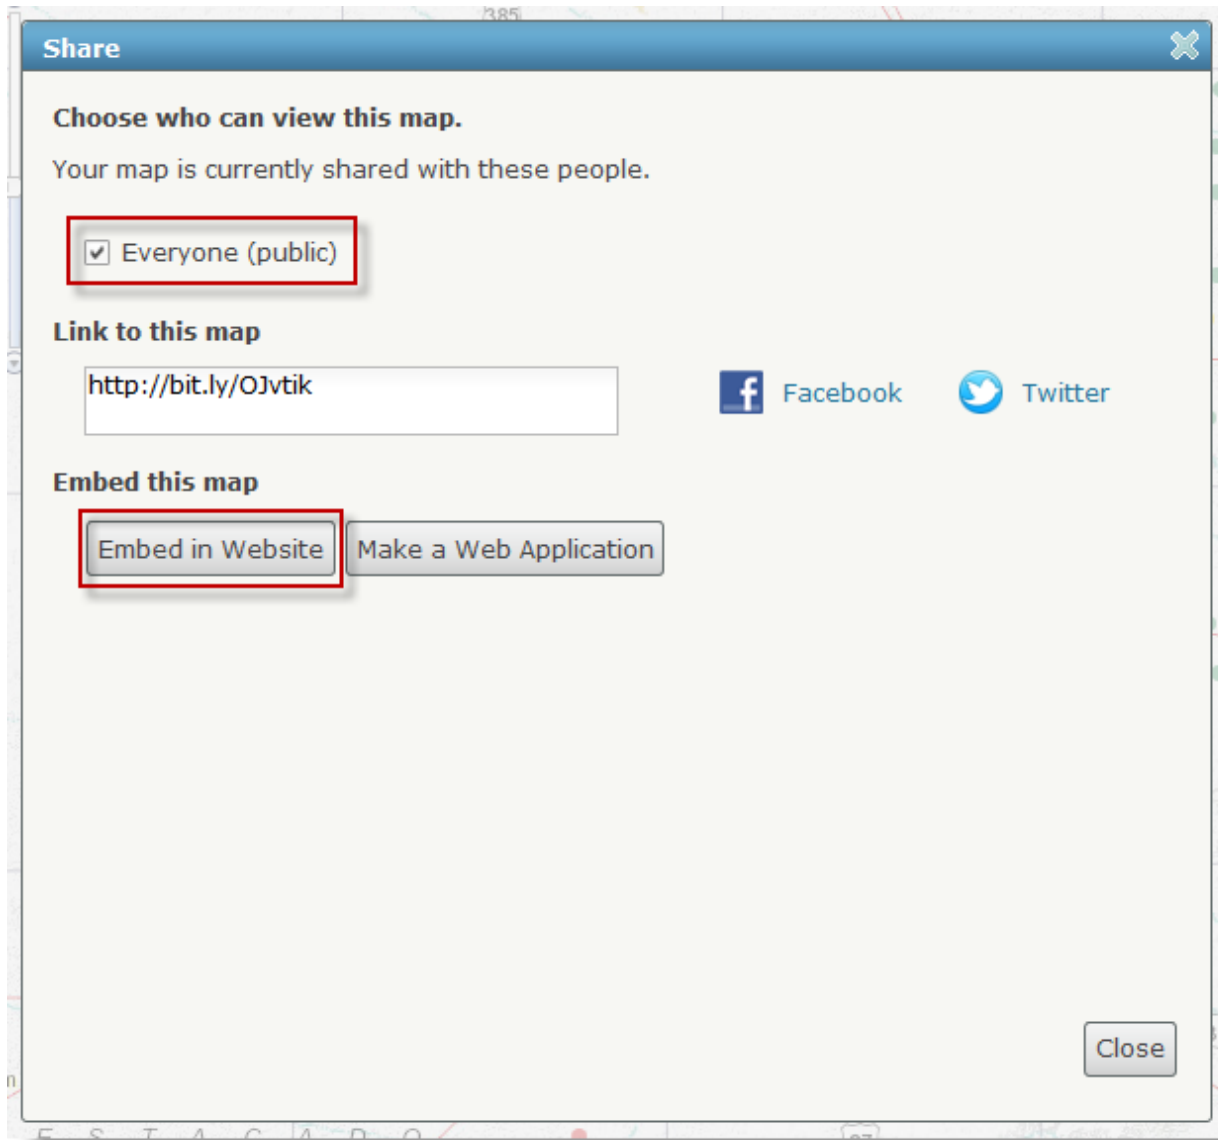 385
Share
Choose who can view this map.
Your map is currently shared with these people.
Everyone (public)
Link to this map
http://bit.ly/OJvtik
Facebook
Twitter
Embed this map
Embed in Website
Make a Web Application
Close
E S T A C A D O